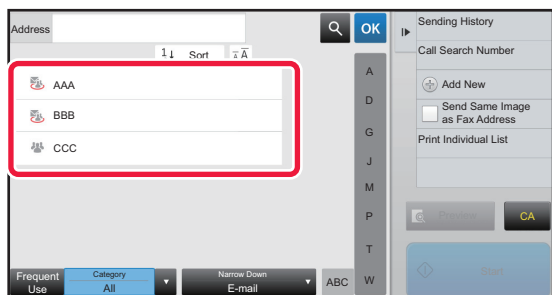 Address
OK
1↓ Sort A A
AAA
BBB
CCC
A
D
G
J
M
P
T
W
Frequent
Use
Category
All
▼
Narrow Down
E-mail
▼
ABC
Sending History
Call Search Number
Add New
Send Same Image
as Fax Address
Print Individual List
Preview
CA
Start